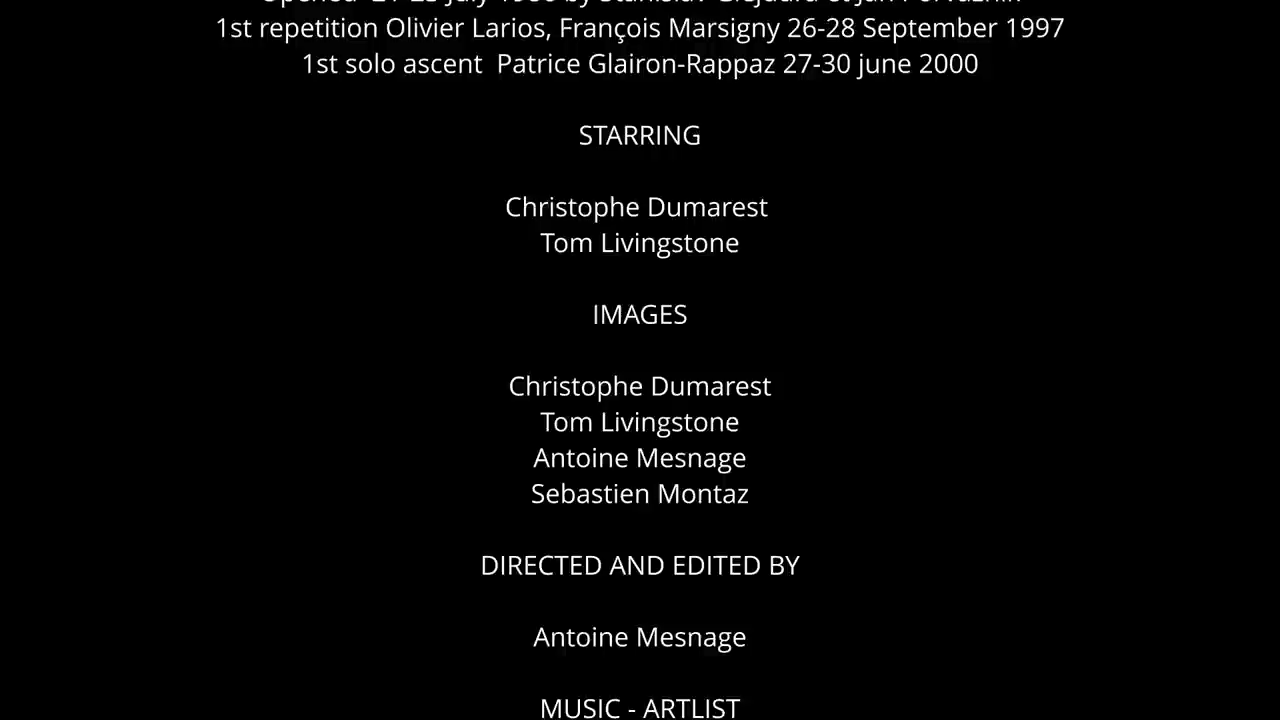 1st repetition Olivier Larios, François Marsigny 26-28 September 1997
1st solo ascent Patrice Glairon-Rappaz 27-30 june 2000
STARRING
Christophe Dumarest
Tom Livingstone
IMAGES
Christophe Dumarest
Tom Livingstone
Antoine Mesnage
Sebastien Montaz
DIRECTED AND EDITED BY
Antoine Mesnage
MUSIC - ARTLIST